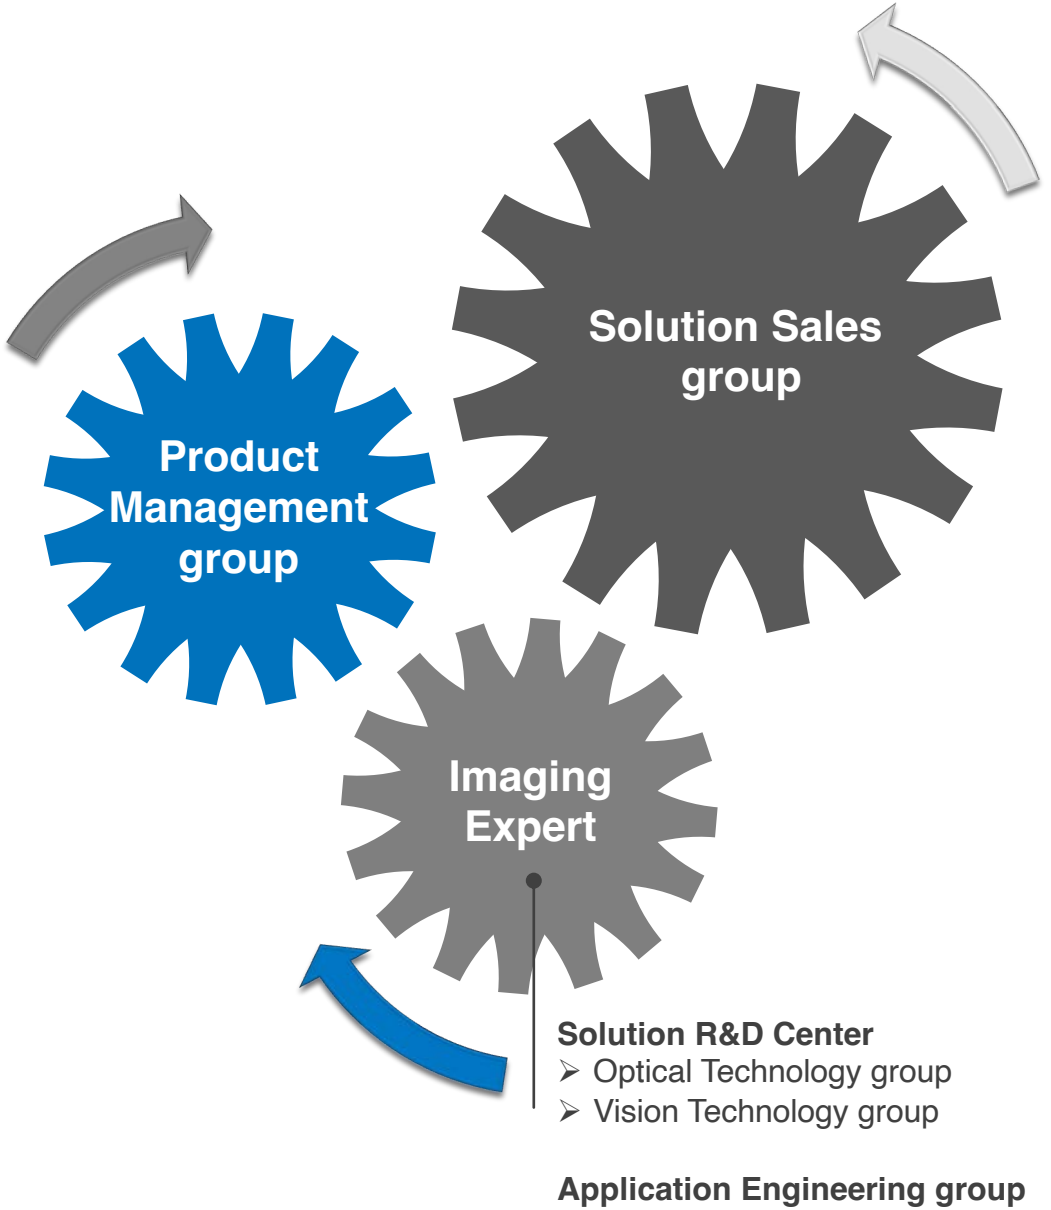 Solution Sales
group
Product
Management
group
Imaging
Expert
Solution R&D Center
➢ Optical Technology group
➢ Vision Technology group
Application Engineering group